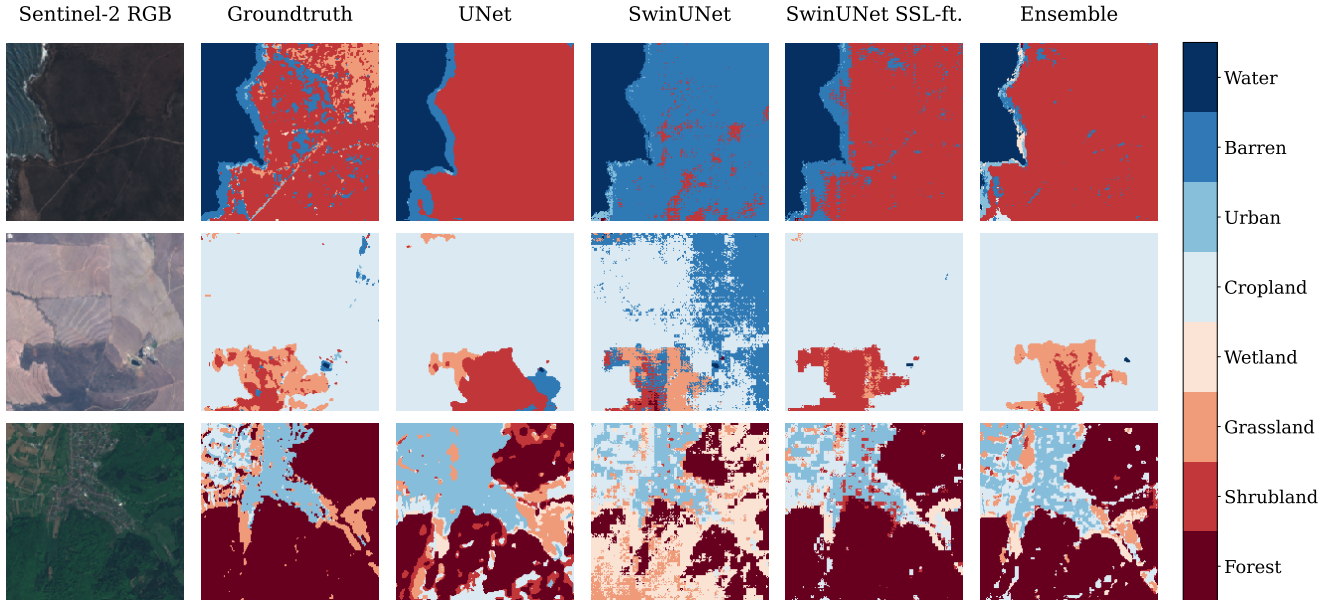 Sentinel-2 RGB
Groundtruth
UNet
SwinUNet
SwinUNet SSL-ft.
Ensemble
Water
Barren
Urban
Cropland
Wetland
Grassland
Shrubland
Forest